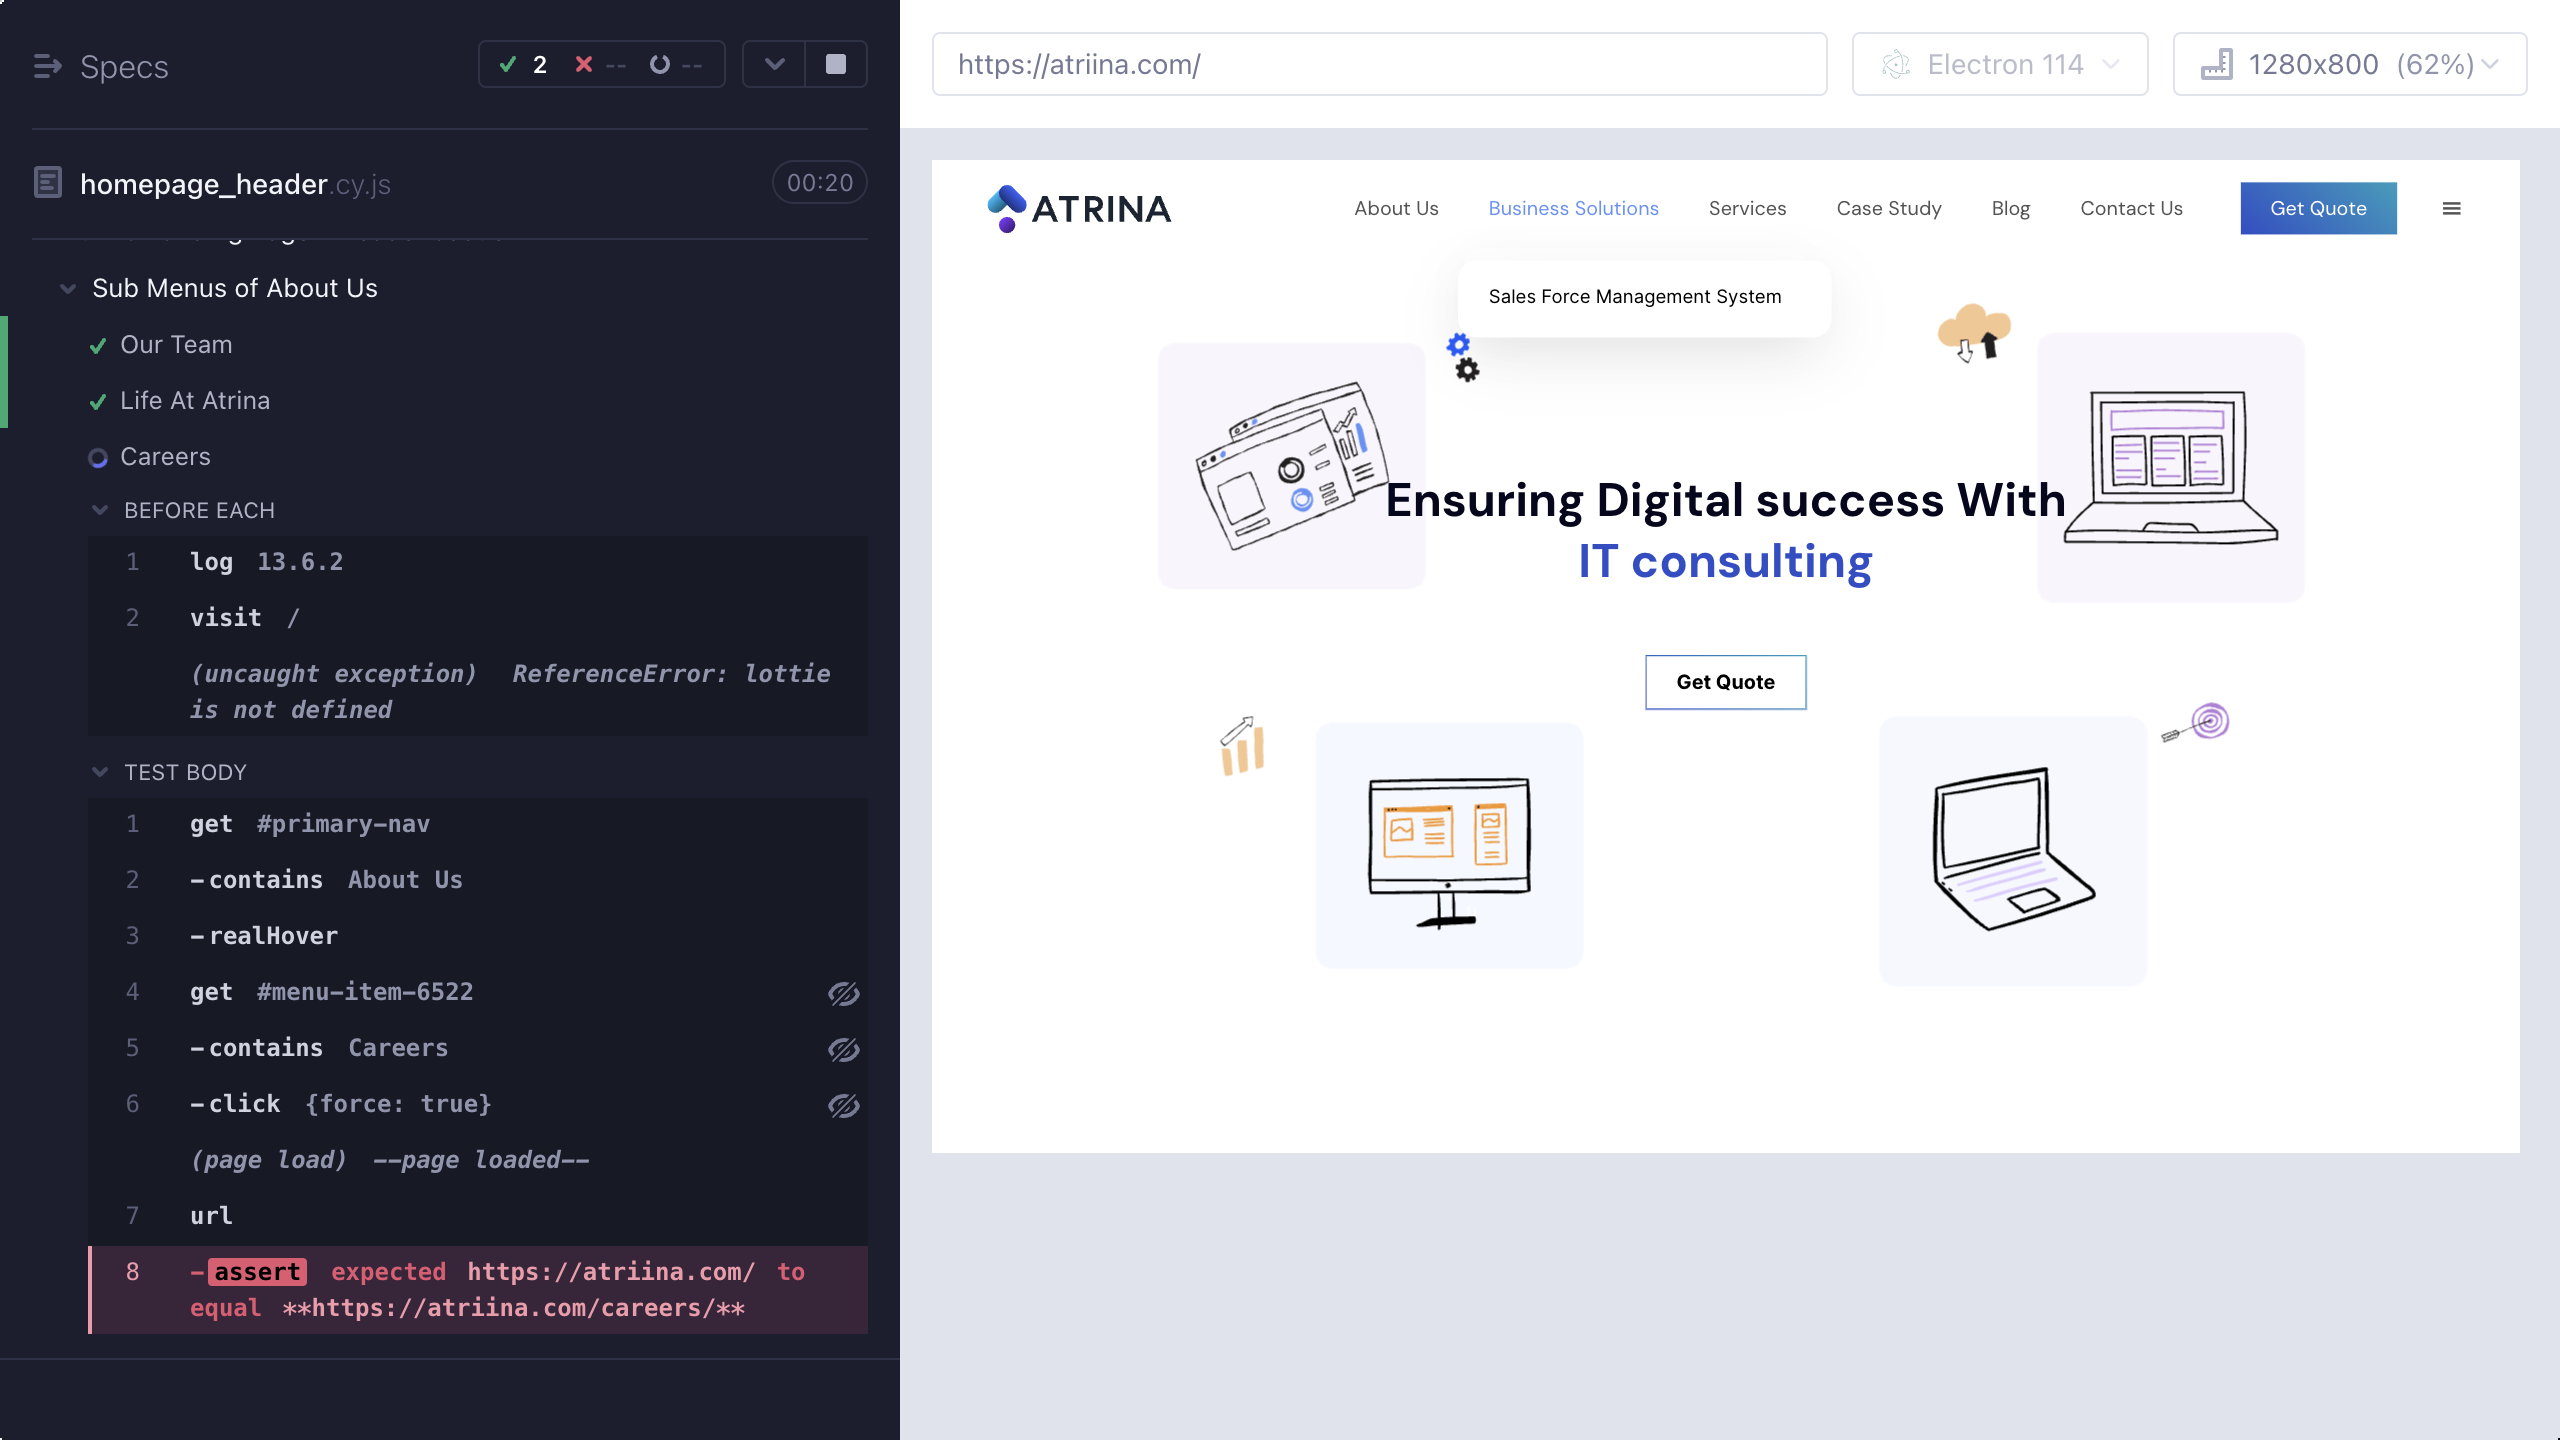 Specs
2 -- --
homepage_header.cy.js
00:20
Sub Menus of About Us
Our Team
Life At Atrina
Careers
BEFORE EACH
1 log 13.6.2
2 visit /
(uncaught exception) ReferenceError: lottie
is not defined
TEST BODY
1 get #primary-nav
2 -contains About Us
3 -realHover
4 get #menu-item-6522
5 -contains Careers
6 -click {force: true}
(page load) --page loaded--
7 url
8 -assert expected https://atriina.com/ to
equal **https://atriina.com/careers/**
https://atriina.com/
Electron 114
1280x800 (62%)
ATRINA
About Us
Business Solutions
Services
Case Study
Blog
Contact Us
Get Quote
Sales Force Management System
Ensuring Digital success With
IT consulting
Get Quote